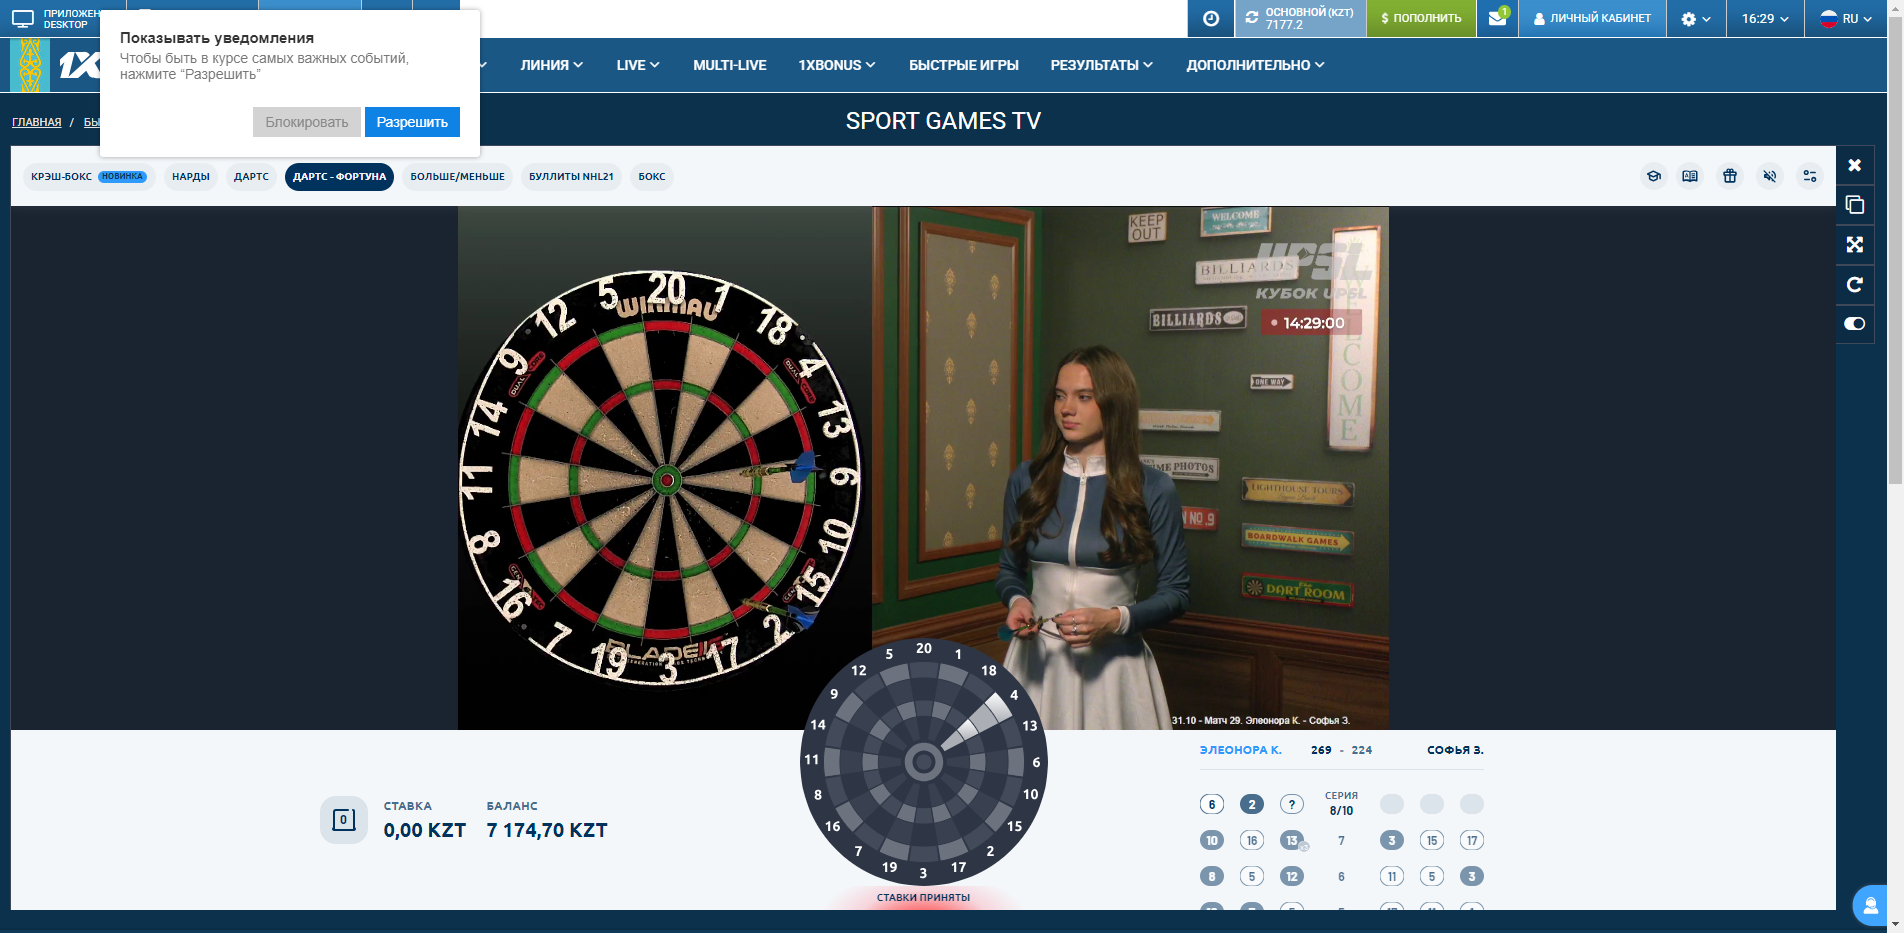 ПРИЛОЖЕН
DESKTOP
Показывать уведомления
Чтобы быть в курсе самых важных событий,
нажмите “Разрешить”
Блокировать
Разрешить
ОСНОВНОЙ (KZT)
7177.2
$ ПОПОЛНИТЬ
1
ЛИЧНЫЙ КАБИНЕТ
16:29
RU
1X
ЛИНИЯ
LIVE
MULTI-LIVE
1XBONUS
БЫСТРЫЕ ИГРЫ
РЕЗУЛЬТАТЫ
ДОПОЛНИТЕЛЬНО
ГЛАВНАЯ / БЫ
SPORT GAMES TV
КРЭШ-БОКС НОВИНКА
НАРДЫ
ДАРТС
ДАРТС - ФОРТУНА
БОЛЬШЕ/МЕНЬШЕ
БУЛЛИТЫ NHL21
БОКС
20 1 18 4 13 6 10 15 2 17 3 19 7 16 8 11 14 9 12 5
WINMAU
DUAL CORE
BLADE
KEEP
OUT
WELCOME
BILLIARDS
UPSL
КУБОК UPSL
BILLIARDS
14:29:00
WELCOME
ONE WAY
TIME PHOTOS
LIGHTHOUSE TOURS
N NO.9
BOARDWALK GAMES
DART ROOM
31.10 - Матч 29. Элеонора К. - Софья З.
20 1 18 4 13 6 10 15 2 17 3 19 7 16 8 11 14 9 12 5
СТАВКИ ПРИНЯТЫ
0
СТАВКА
0,00 KZT
БАЛАНС
7 174,70 KZT
ЭЛЕОНОРА К. 269 - 224 СОФЬЯ З.
6 2 ? СЕРИЯ
8/10
10 16 13 7 3 15 17
8 5 12 6 11 5 3